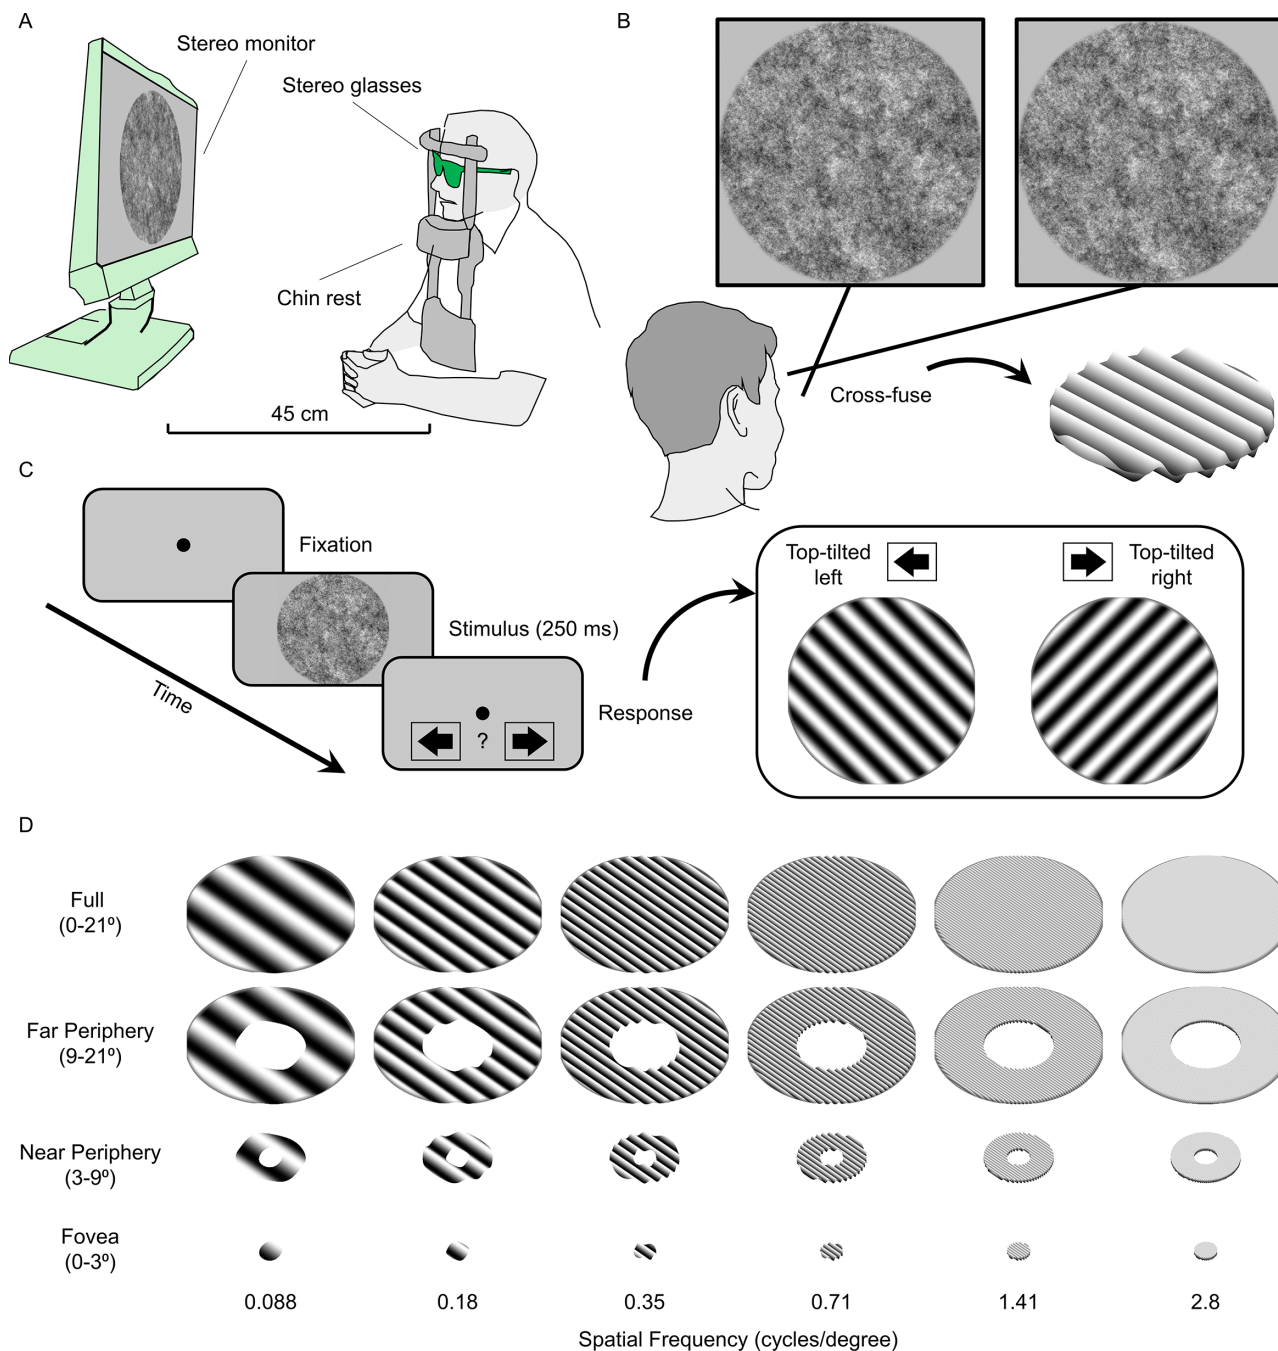 A
Stereo monitor
Stereo glasses
Chin rest
45 cm
B
Cross-fuse
C
Fixation
Stimulus (250 ms)
Time
?
Response
Top-tilted
left
Top-tilted
right
D
Full
(0-21º)
Far Periphery
(9-21º)
Near Periphery
(3-9º)
Fovea
(0-3º)
0.088 0.18 0.35 0.71 1.41 2.8
Spatial Frequency (cycles/degree)